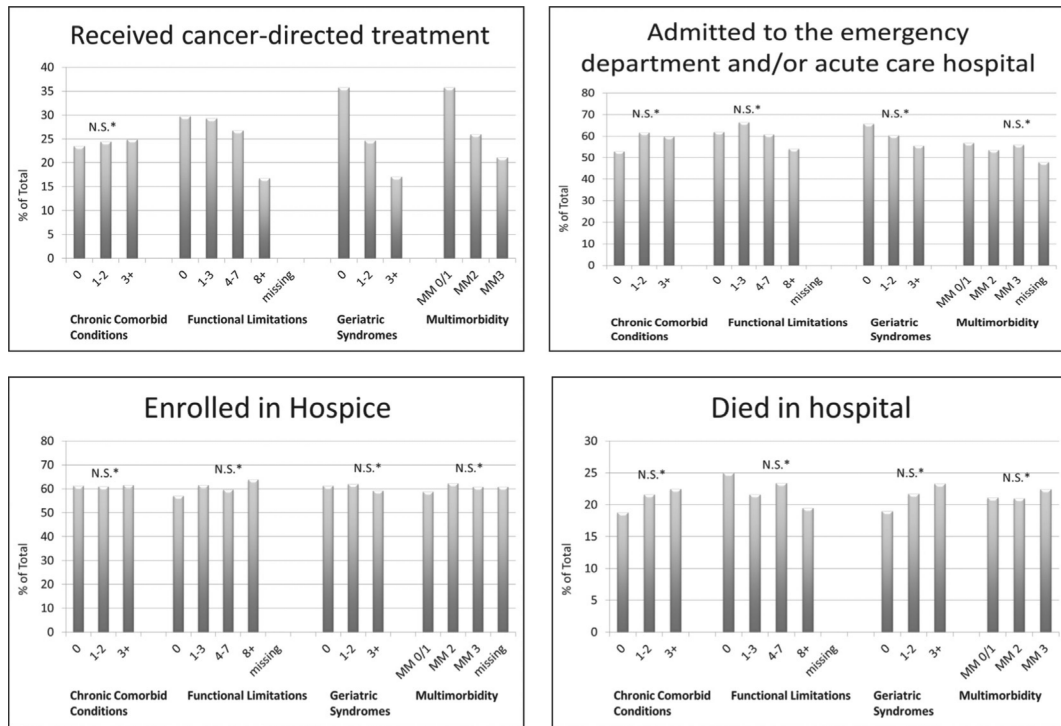 Received cancer-directed treatment
40
35
30
25
20
15
10
5
0
% of Total
N.S.*
0
1-2
3+
0
1-3
4-7
8+
missing
0
1-2
3+
MM 0/1
MM2
MM3
Chronic Comorbid
Conditions
Functional Limitations
Geriatric
Syndromes
Multimorbidity
Admitted to the emergency
department and/or acute care hospital
80
70
60
50
40
30
20
10
0
% of Total
N.S.*
N.S.*
N.S.*
N.S.*
0
1-2
3+
0
1-3
4-7
8+
missing
0
1-2
3+
MM 0/1
MM 2
MM 3
missing
Chronic Comorbid
Conditions
Functional Limitations
Geriatric
Syndromes
Multimorbidity
Enrolled in Hospice
80
70
60
50
40
30
20
10
0
% of Total
N.S.*
N.S.*
N.S.*
N.S.*
0
1-2
3+
0
1-3
4-7
8+
missing
0
1-2
3+
MM 0/1
MM 2
MM 3
missing
Chronic Comorbid
Conditions
Functional Limitations
Geriatric
Syndromes
Multimorbidity
Died in hospital
30
25
20
15
10
5
0
% of Total
N.S.*
N.S.*
N.S.*
N.S.*
0
1-2
3+
0
1-3
4-7
8+
missing
0
1-2
3+
MM 0/1
MM 2
MM 3
Chronic Comorbid
Conditions
Functional Limitations
Geriatric
Syndromes
Multimorbidity